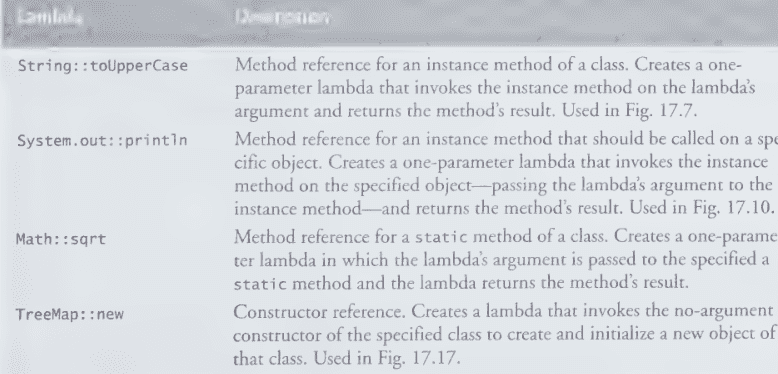 Lambda Description
String::toUpperCase Method reference for an instance method of a class. Creates a one-
parameter lambda that invokes the instance method on the lambda's
argument and returns the method's result. Used in Fig. 17.7.
System.out::println Method reference for an instance method that should be called on a spe
cific object. Creates a one-parameter lambda that invokes the instance
method on the specified object—passing the lambda's argument to the
instance method—and returns the method's result. Used in Fig. 17.10.
Math::sqrt Method reference for a static method of a class. Creates a one-parame
ter lambda in which the lambda's argument is passed to the specified a
static method and the lambda returns the method's result.
TreeMap::new Constructor reference. Creates a lambda that invokes the no-argument
constructor of the specified class to create and initialize a new object of
that class. Used in Fig. 17.17.